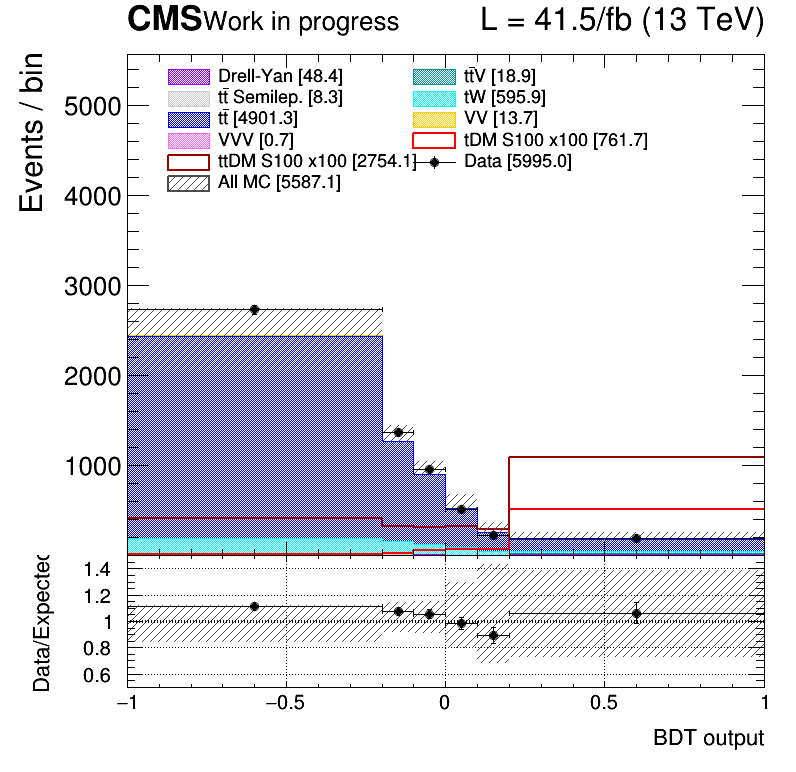 CMS Work in progress L = 41.5/fb (13 TeV)
Events / bin
5000
4000
3000
2000
1000
Drell-Yan [48.4] tt̄V [18.9]
tt̄ Semilep. [8.3] tW [595.9]
tt̄ [4901.3] VV [13.7]
VVV [0.7] tDM S100 x100 [761.7]
ttDM S100 x100 [2754.1] Data [5995.0]
All MC [5587.1]
Data/Expected
1.4
1.2
1
0.8
0.6
−1 −0.5 0 0.5 1
BDT output